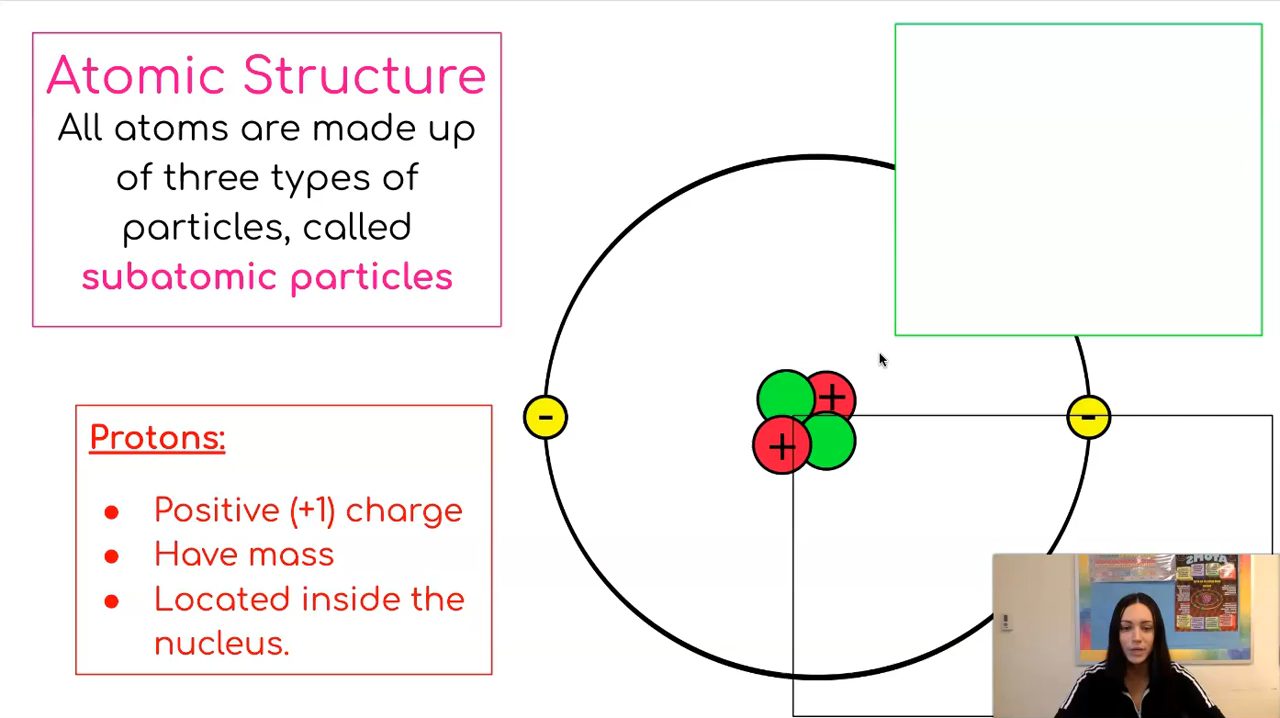 Atomic Structure
All atoms are made up
of three types of
particles, called
subatomic particles
Protons:
● Positive (+1) charge
● Have mass
● Located inside the
nucleus.
+
+
-
-